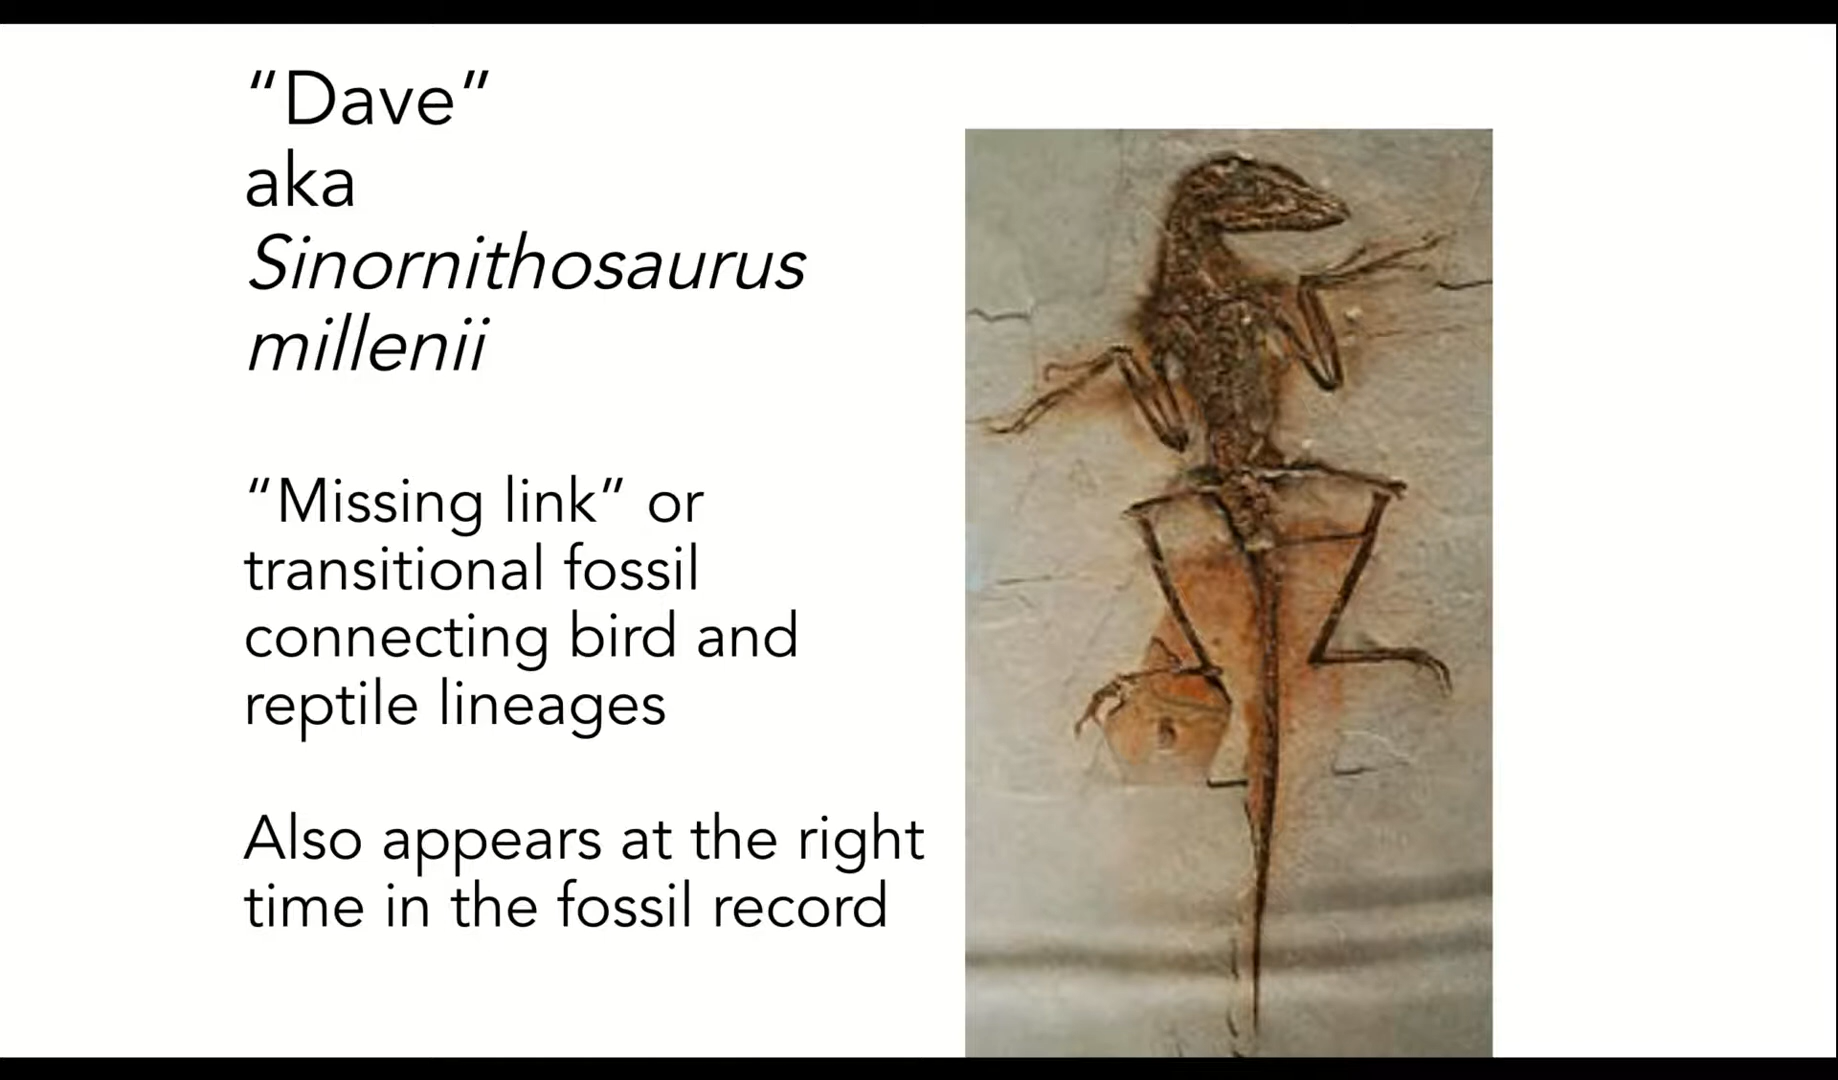 “Dave”
aka
Sinornithosaurus
millenii
“Missing link” or
transitional fossil
connecting bird and
reptile lineages
Also appears at the right
time in the fossil record